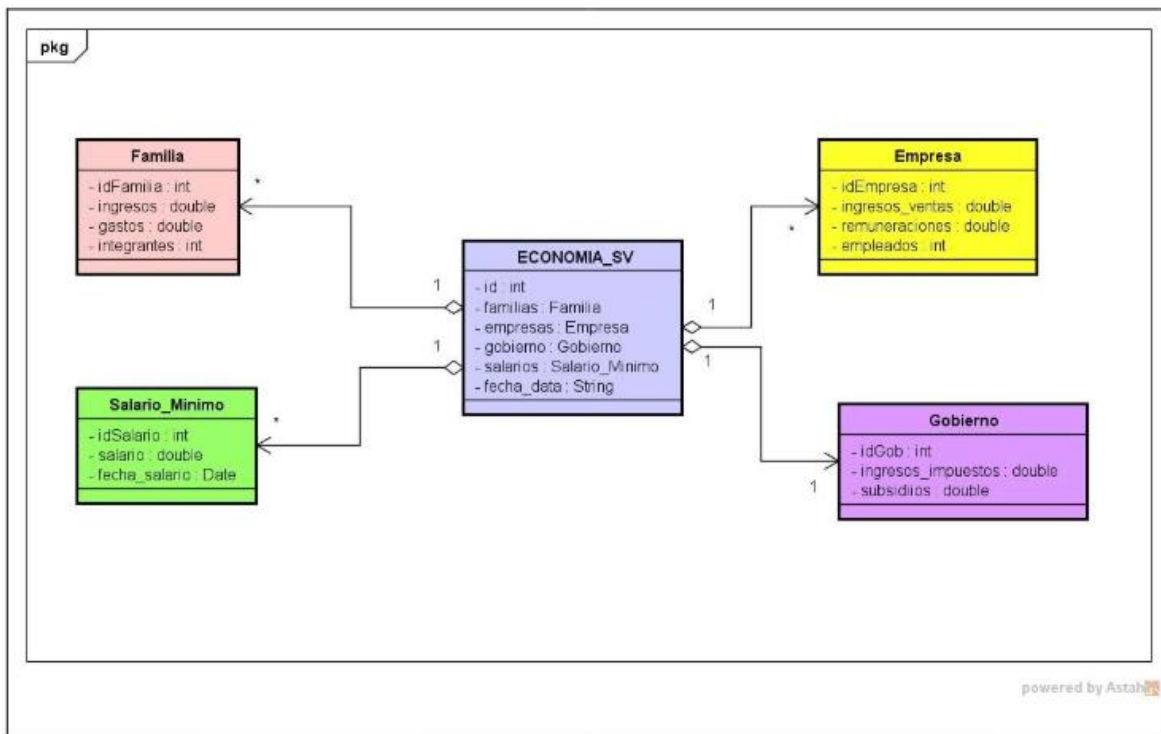 pkg
Familia
- idFamilia : int
- ingresos : double
- gastos : double
- integrantes : int
*
Empresa
- idEmpresa : int
- ingresos_ventas : double
- remuneraciones : double
- empleados : int
*
ECONOMIA_SV
- id : int
- familias : Familia
- empresas : Empresa
- gobierno : Gobierno
- salarios : Salario_Minimo
- fecha_data : String
1
1
1
1
Salario_Minimo
- idSalario : int
- salario : double
- fecha_salario : Date
*
Gobierno
- idGob : int
- ingresos_impuestos : double
- subsidiios : double
1
powered by Astah